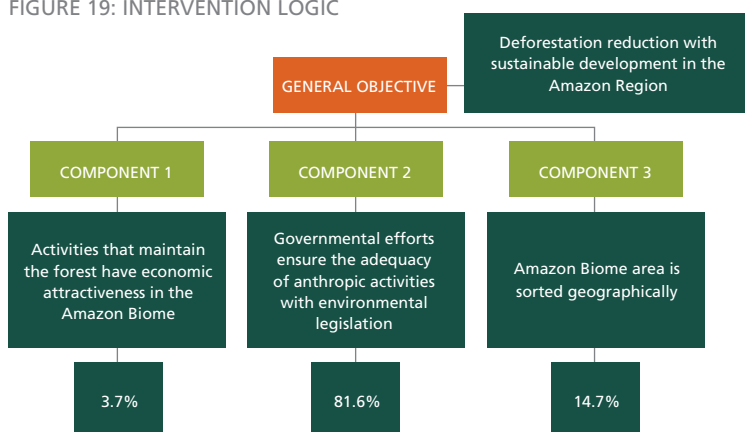 FIGURE 19: INTERVENTION LOGIC
Deforestation reduction with
sustainable development in the
Amazon Region
GENERAL OBJECTIVE
COMPONENT 1
COMPONENT 2
COMPONENT 3
Activities that maintain
the forest have economic
attractiveness in the
Amazon Biome
Governmental efforts
ensure the adequacy
of anthropic activities
with environmental
legislation
Amazon Biome area is
sorted geographically
3.7%
81.6%
14.7%